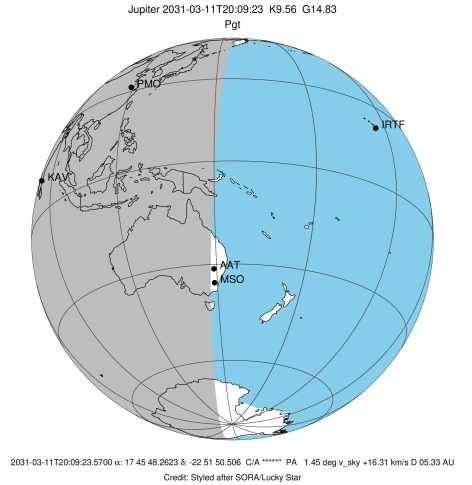 Jupiter 2031-03-11T20:09:23 K9.56 G14.83
Pgt
PMO
IRTF
KAV
AAT
MSO
2031-03-11T20:09:23.5700 α: 17 45 48.2623 δ: -22 51 50.506 C/A *****" PA 1.45 deg v_sky +16.31 km/s D 05.33 AU
Credit: Styled after SORA/Lucky Star